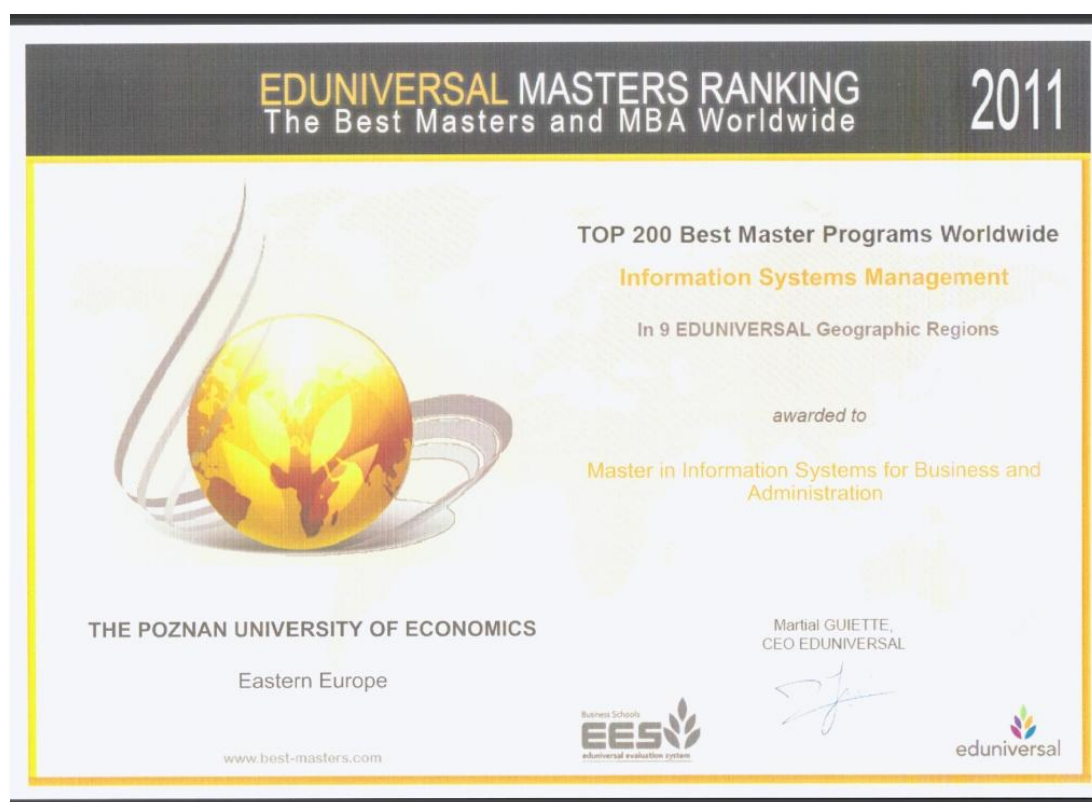 EDUNIVERSAL MASTERS RANKING
The Best Masters and MBA Worldwide
2011
TOP 200 Best Master Programs Worldwide
Information Systems Management
In 9 EDUNIVERSAL Geographic Regions
awarded to
Master in Information Systems for Business and
Administration
THE POZNAN UNIVERSITY OF ECONOMICS
Eastern Europe
www.best-masters.com
Martial GUIETTE,
CEO EDUNIVERSAL
Business Schools
EES
eduniversal evaluation system
eduniversal